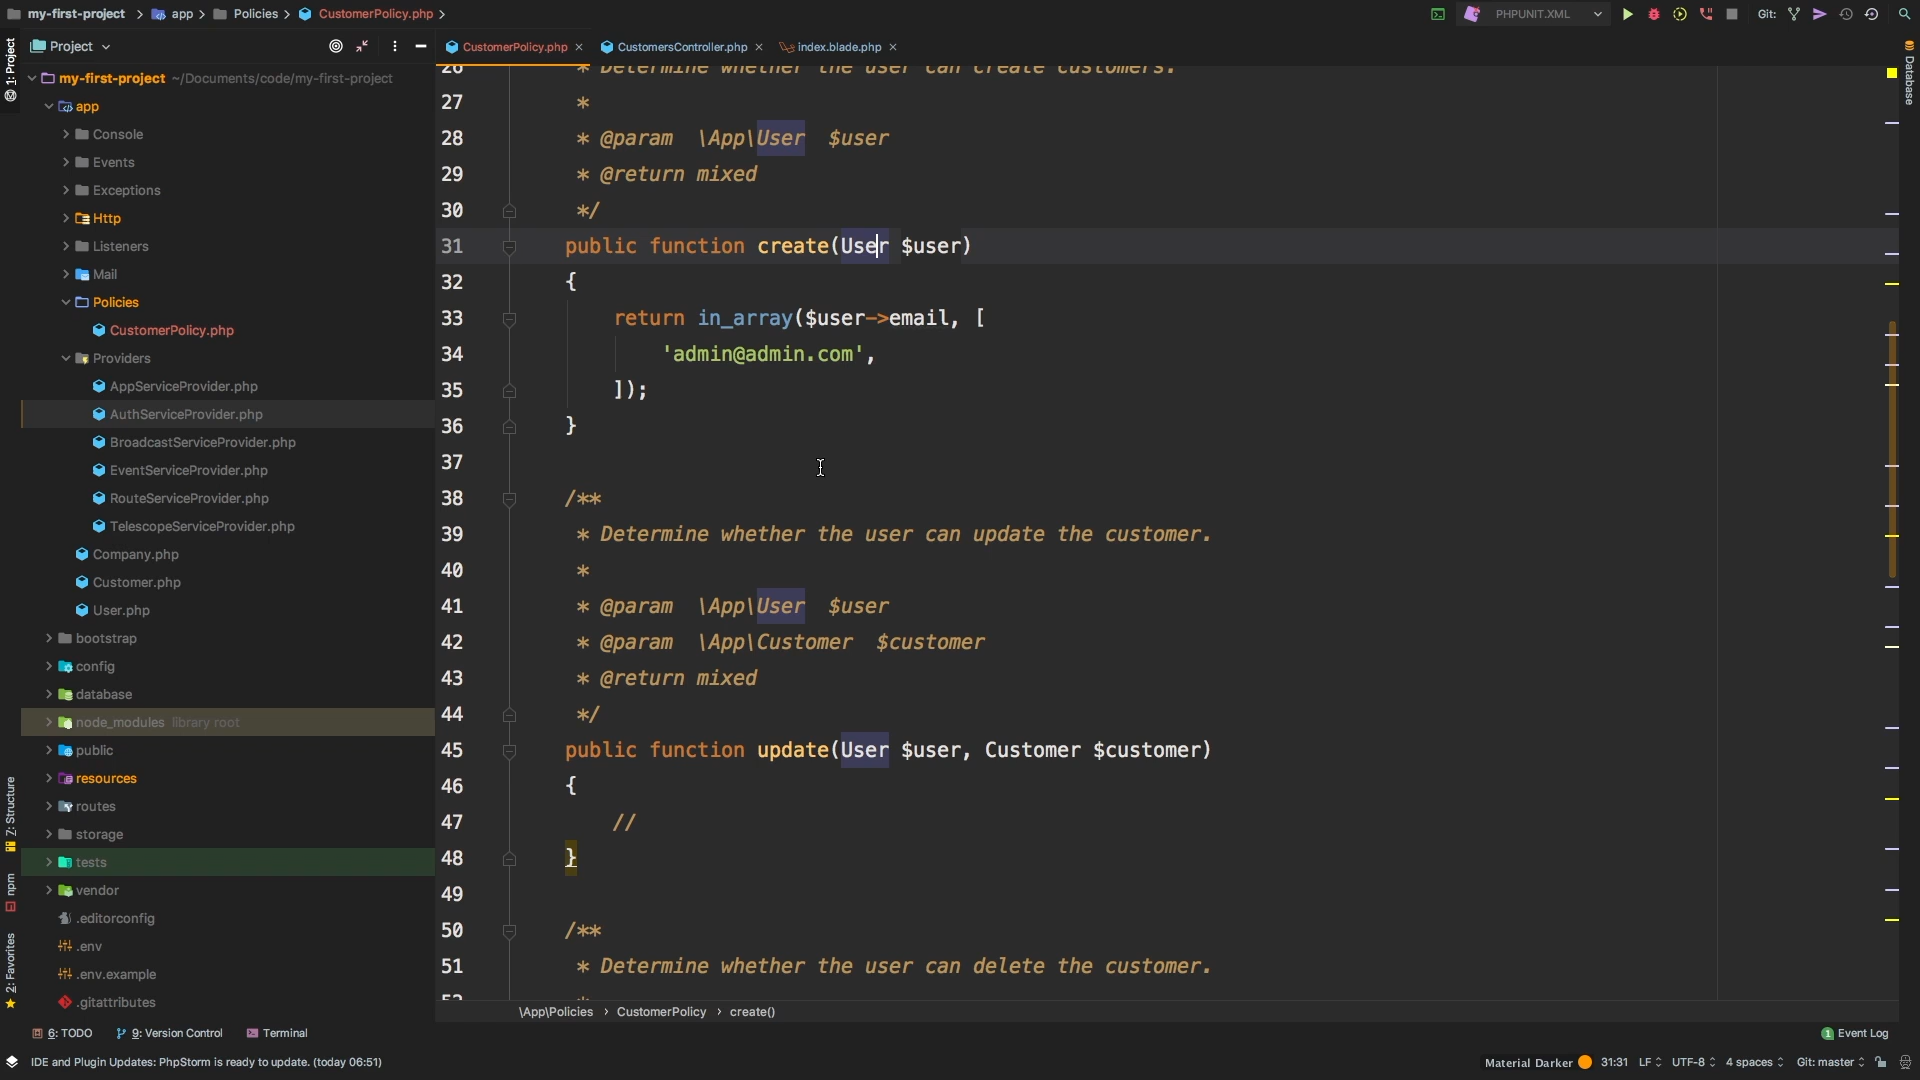 my-first-project > app > Policies > CustomerPolicy.php >
PHPUNIT.XML
Git:
1: Project
Project
CustomerPolicy.php
CustomersController.php
index.blade.php
Database
my-first-project ~/Documents/code/my-first-project
app
Console
Events
Exceptions
Http
Listeners
Mail
Policies
CustomerPolicy.php
Providers
AppServiceProvider.php
AuthServiceProvider.php
BroadcastServiceProvider.php
EventServiceProvider.php
RouteServiceProvider.php
TelescopeServiceProvider.php
Company.php
Customer.php
User.php
bootstrap
config
database
node_modules library root
public
resources
routes
storage
tests
vendor
.editorconfig
.env
.env.example
.gitattributes
Z: Structure
npm
2: Favorites
26 * Determine whether the user can create customers.
27 *
28 * @param \App\User $user
29 * @return mixed
30 */
31 public function create(User $user)
32 {
33 return in_array($user->email, [
34 'admin@admin.com',
35 ]);
36 }
37
38 /**
39 * Determine whether the user can update the customer.
40 *
41 * @param \App\User $user
42 * @param \App\Customer $customer
43 * @return mixed
44 */
45 public function update(User $user, Customer $customer)
46 {
47 //
48 }
49
50 /**
51 * Determine whether the user can delete the customer.
52 *
\App\Policies > CustomerPolicy > create()
6: TODO
9: Version Control
Terminal
1 Event Log
IDE and Plugin Updates: PhpStorm is ready to update. (today 06:51)
Material Darker
31:31
LF
UTF-8
4 spaces
Git: master